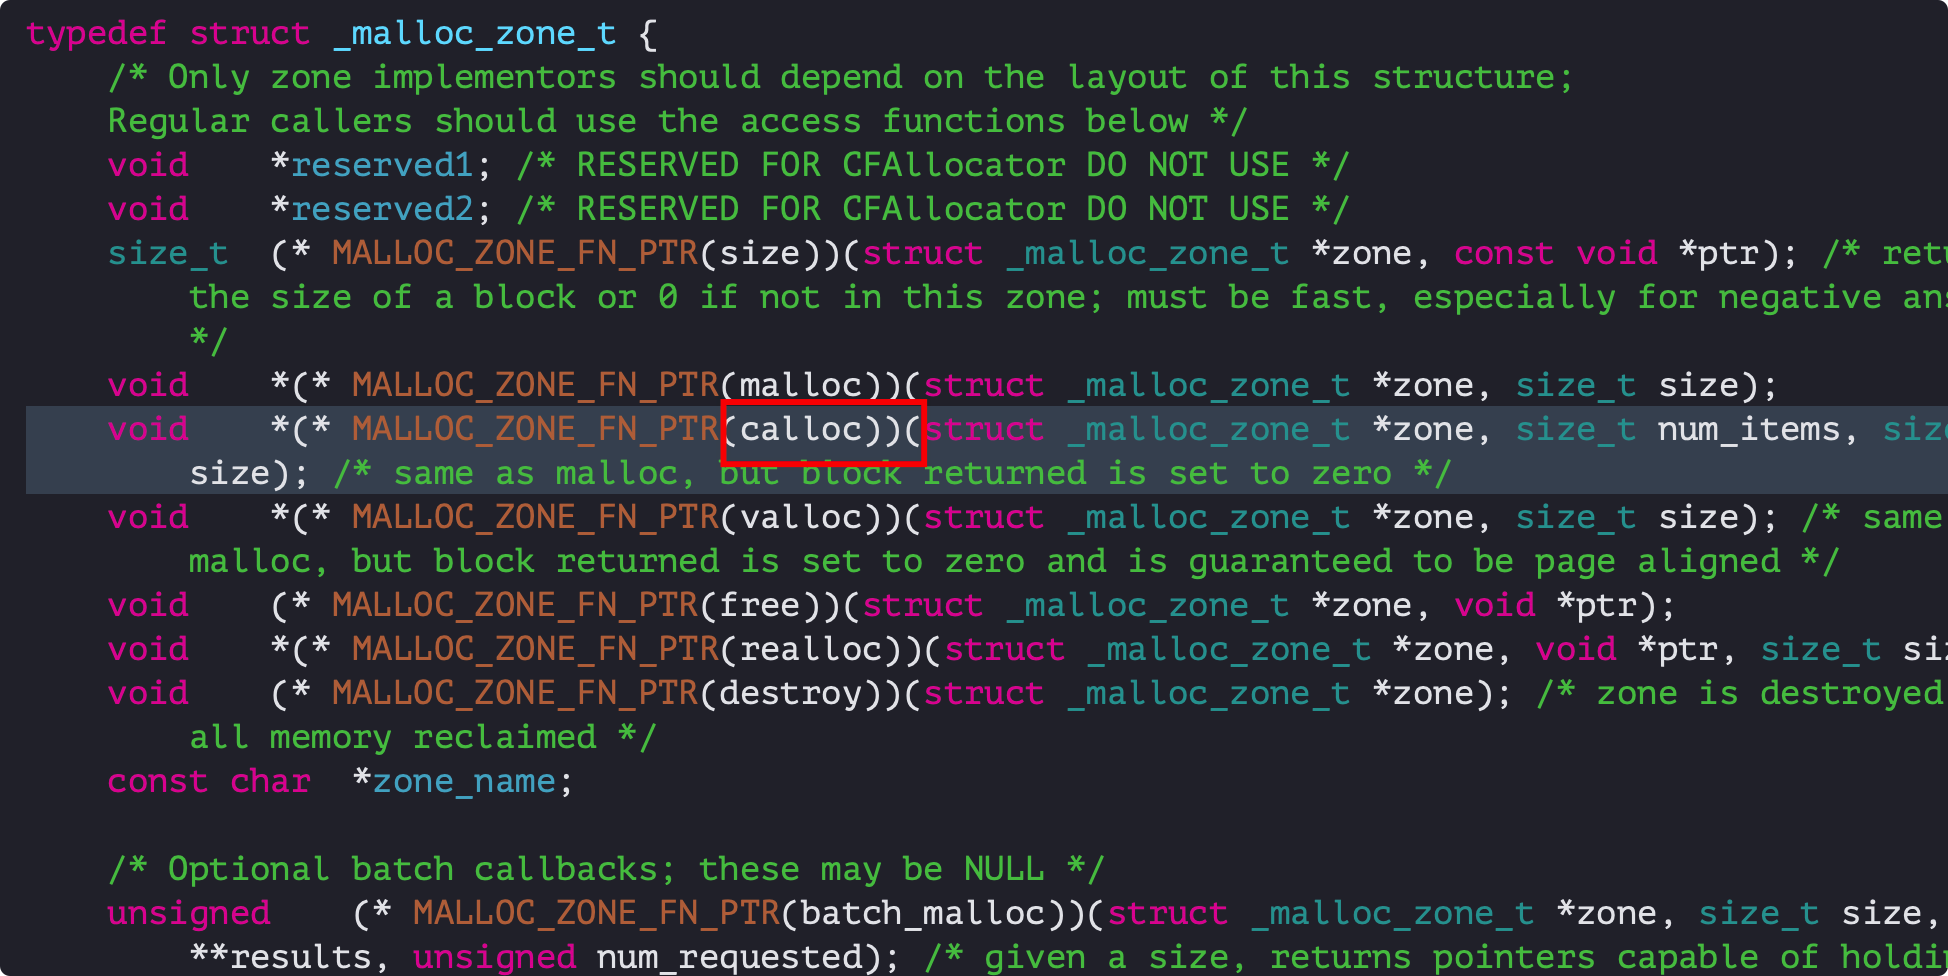 typedef struct _malloc_zone_t {
/* Only zone implementors should depend on the layout of this structure;
Regular callers should use the access functions below */
void *reserved1; /* RESERVED FOR CFAllocator DO NOT USE */
void *reserved2; /* RESERVED FOR CFAllocator DO NOT USE */
size_t (* MALLOC_ZONE_FN_PTR(size))(struct _malloc_zone_t *zone, const void *ptr); /*
the size of a block or 0 if not in this zone; must be fast, especially for negative
*/
void *(* MALLOC_ZONE_FN_PTR(malloc))(struct _malloc_zone_t *zone, size_t size);
void *(* MALLOC_ZONE_FN_PTR(calloc))(struct _malloc_zone_t *zone, size_t num_items,
size); /* same as malloc, but block returned is set to zero */
void *(* MALLOC_ZONE_FN_PTR(valloc))(struct _malloc_zone_t *zone, size_t size); /* same
malloc, but block returned is set to zero and is guaranteed to be page aligned */
void (* MALLOC_ZONE_FN_PTR(free))(struct _malloc_zone_t *zone, void *ptr);
void *(* MALLOC_ZONE_FN_PTR(realloc))(struct _malloc_zone_t *zone, void *ptr, size_t
void (* MALLOC_ZONE_FN_PTR(destroy))(struct _malloc_zone_t *zone); /* zone is destroyed
all memory reclaimed */
const char *zone_name;
/* Optional batch callbacks; these may be NULL */
unsigned (* MALLOC_ZONE_FN_PTR(batch_malloc))(struct _malloc_zone_t *zone, size_t size,
**results, unsigned num_requested); /* given a size, returns pointers capable of